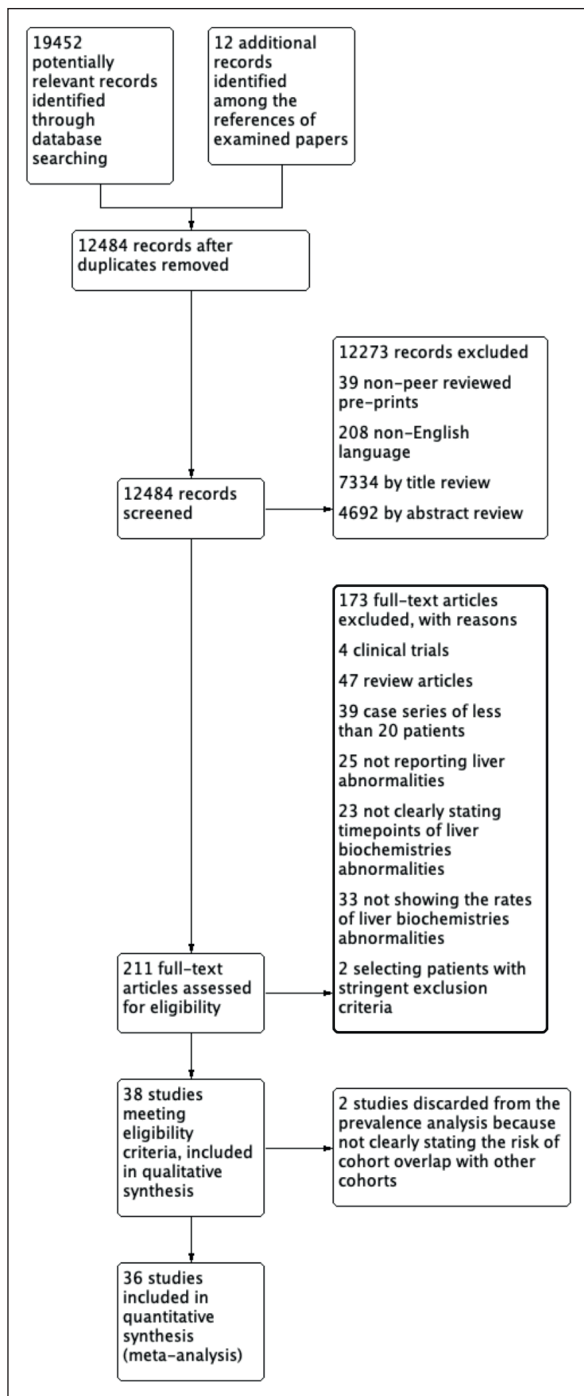 19452
potentially
relevant records
identified
through
database
searching
12 additional
records
identified
among the
references of
examined papers
12484 records after
duplicates removed
12273 records excluded
39 non-peer reviewed
pre-prints
208 non-English
language
7334 by title review
4692 by abstract review
12484 records
screened
173 full-text articles
excluded, with reasons
4 clinical trials
47 review articles
39 case series of less
than 20 patients
25 not reporting liver
abnormalities
23 not clearly stating
timepoints of liver
biochemistries
abnormalities
33 not showing the rates
of liver biochemistries
abnormalities
2 selecting patients with
stringent exclusion
criteria
211 full-text
articles assessed
for eligibility
38 studies
meeting
eligibility
criteria, included
in qualitative
synthesis
2 studies discarded from the
prevalence analysis because
not clearly stating the risk of
cohort overlap with other
cohorts
36 studies
included in
quantitative
synthesis
(meta-analysis)